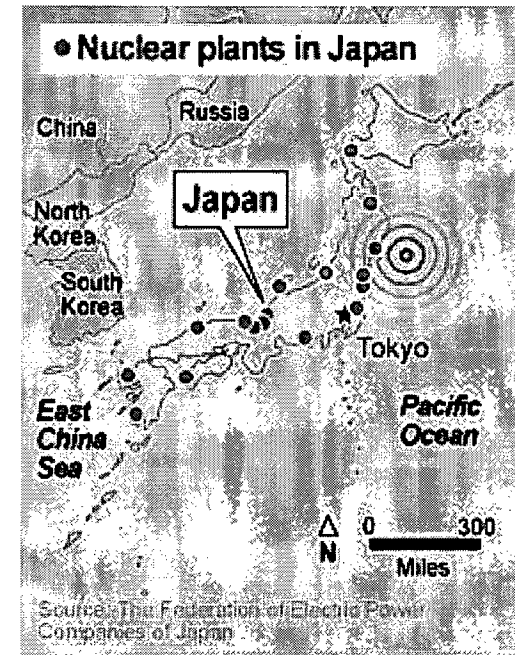 Nuclear plants in Japan
Russia
China
Japan
North
Korea
South
Korea
Tokyo
East
China
Sea
Pacific
Ocean
N
0 300
Miles
Source: The Federation of Electric Power
Companies of Japan